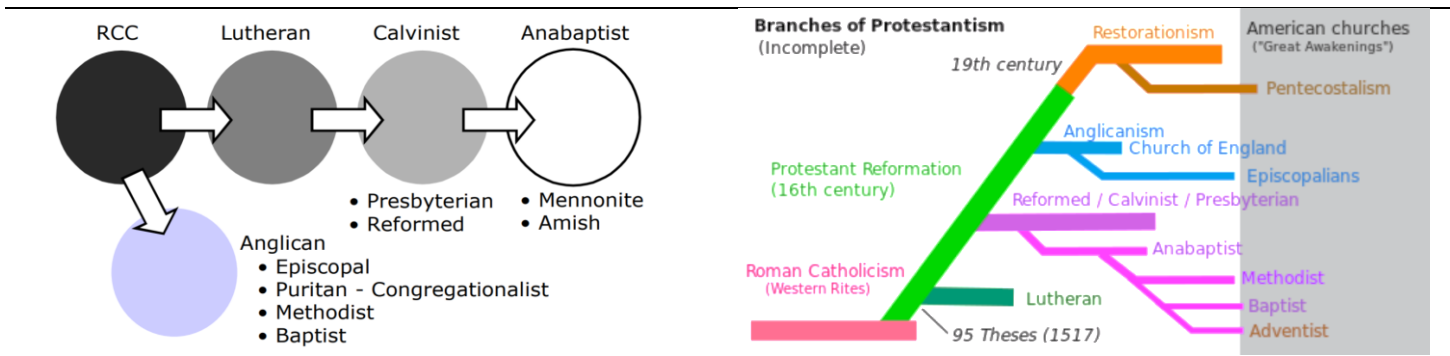 RCC
Lutheran
Calvinist
Anabaptist
• Presbyterian
• Reformed
• Mennonite
• Amish
Anglican
• Episcopal
• Puritan - Congregationalist
• Methodist
• Baptist
Branches of Protestantism
(Incomplete)
Restorationism
American churches
("Great Awakenings")
19th century
Pentecostalism
Anglicanism
Church of England
Protestant Reformation
(16th century)
Episcopalians
Reformed / Calvinist / Presbyterian
Anabaptist
Roman Catholicism
(Western Rites)
Methodist
Lutheran
Baptist
95 Theses (1517)
Adventist